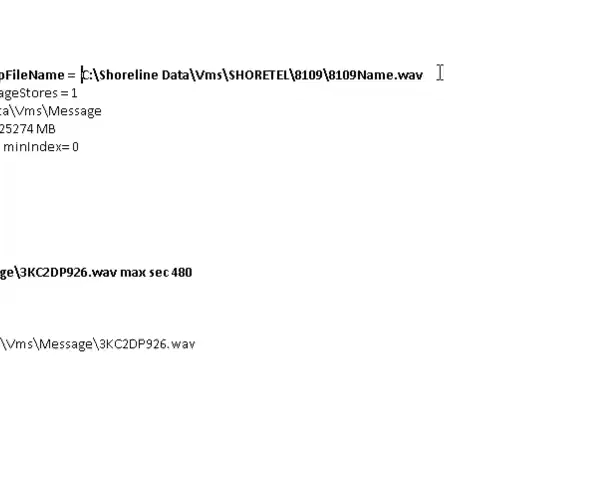 pFileName = C:\Shoreline Data\Vms\SHORETEL\8109\8109Name.wav
ageStores = 1
ta\Vms\Message
25274 MB
minIndex= 0
ge\3KC2DP926.wav max sec 480
\Vms\Message\3KC2DP926.wav